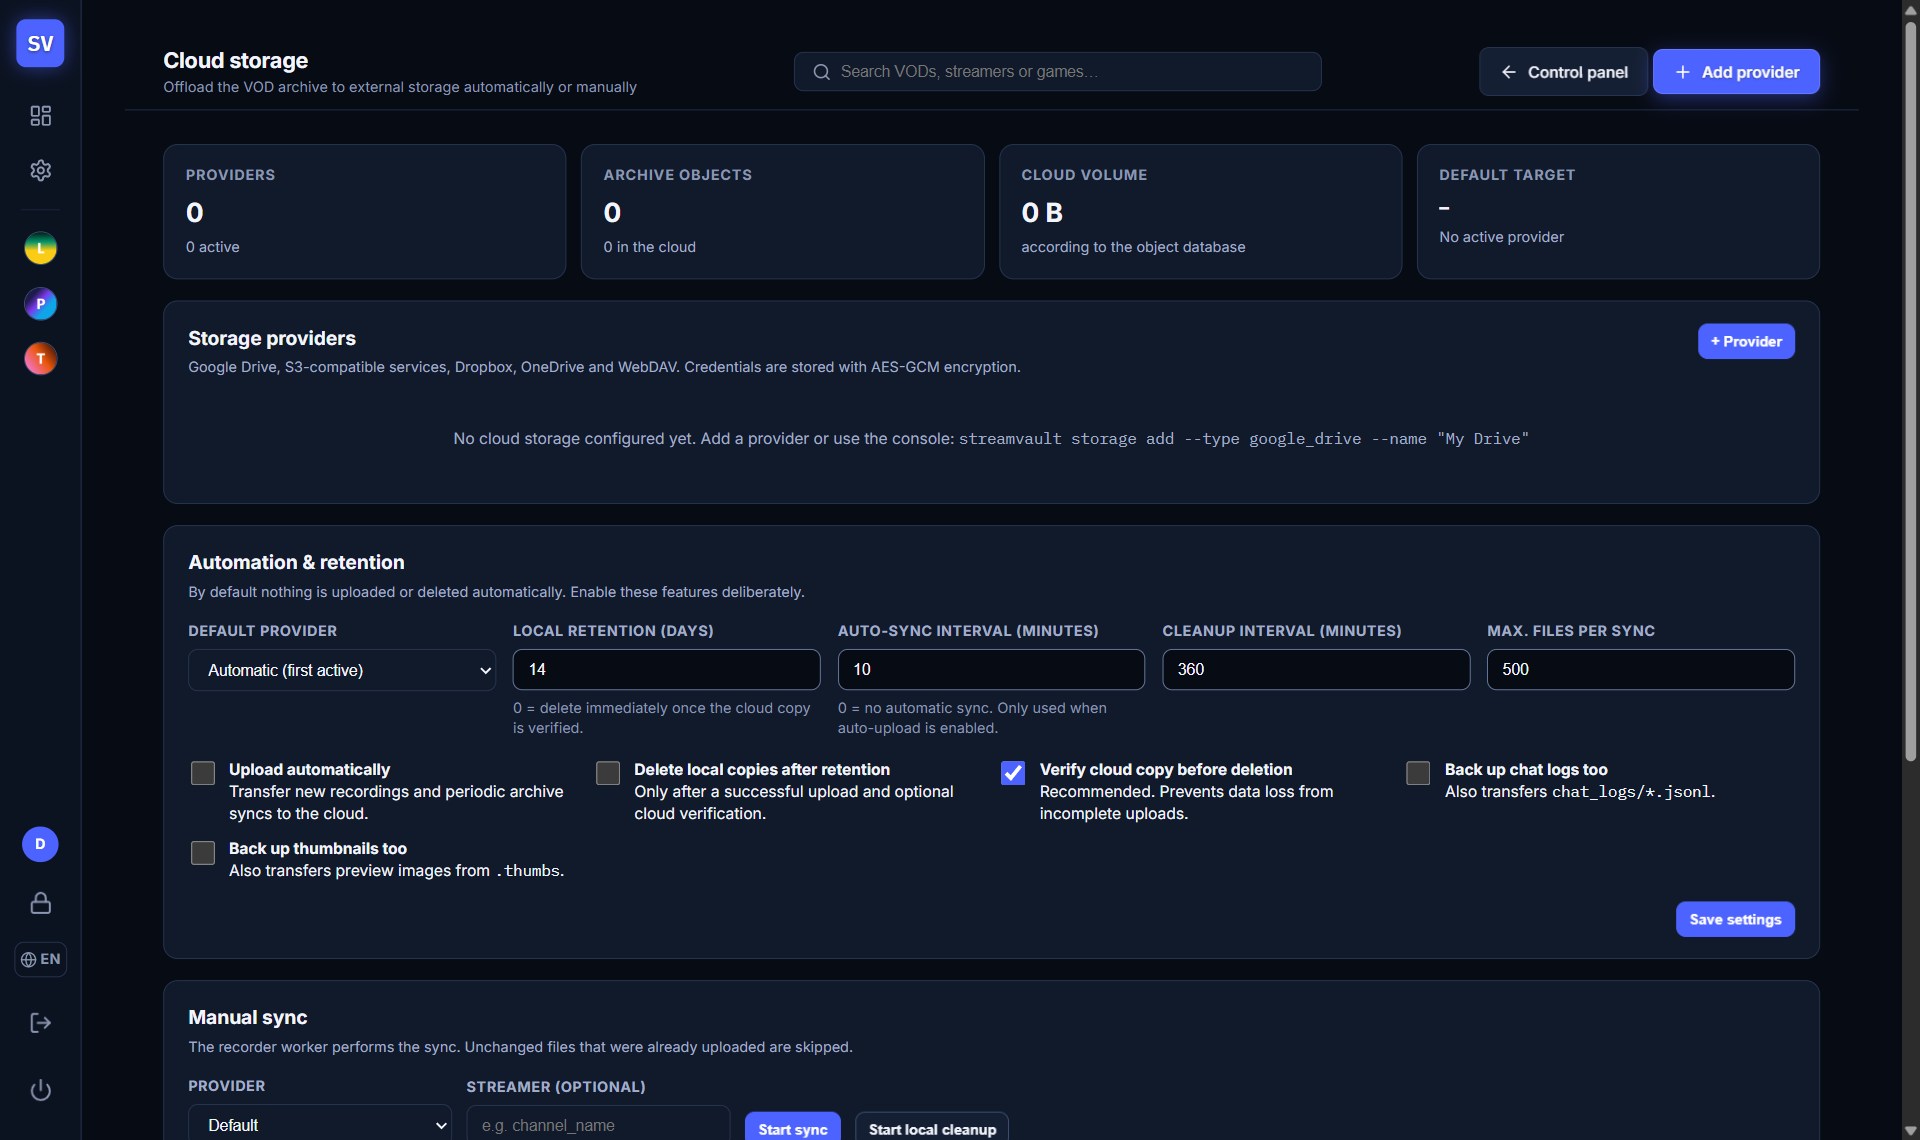 SV
Cloud storage
Offload the VOD archive to external storage automatically or manually
Search VODs, streamers or games…
Control panel
Add provider
PROVIDERS
0
0 active
ARCHIVE OBJECTS
0
0 in the cloud
CLOUD VOLUME
0 B
according to the object database
DEFAULT TARGET
–
No active provider
L
P
T
Storage providers
+ Provider
Google Drive, S3-compatible services, Dropbox, OneDrive and WebDAV. Credentials are stored with AES-GCM encryption.
No cloud storage configured yet. Add a provider or use the console: streamvault storage add --type google_drive --name "My Drive"
Automation & retention
By default nothing is uploaded or deleted automatically. Enable these features deliberately.
DEFAULT PROVIDER
Automatic (first active)
LOCAL RETENTION (DAYS)
14
0 = delete immediately once the cloud copy
is verified.
AUTO-SYNC INTERVAL (MINUTES)
10
0 = no automatic sync. Only used when
auto-upload is enabled.
CLEANUP INTERVAL (MINUTES)
360
MAX. FILES PER SYNC
500
Upload automatically
Transfer new recordings and periodic archive
syncs to the cloud.
Delete local copies after retention
Only after a successful upload and optional
cloud verification.
Verify cloud copy before deletion
Recommended. Prevents data loss from
incomplete uploads.
Back up chat logs too
Also transfers chat_logs/*.jsonl.
Back up thumbnails too
Also transfers preview images from .thumbs.
Save settings
D
EN
Manual sync
The recorder worker performs the sync. Unchanged files that were already uploaded are skipped.
PROVIDER
Default
STREAMER (OPTIONAL)
e.g. channel_name
Start sync
Start local cleanup